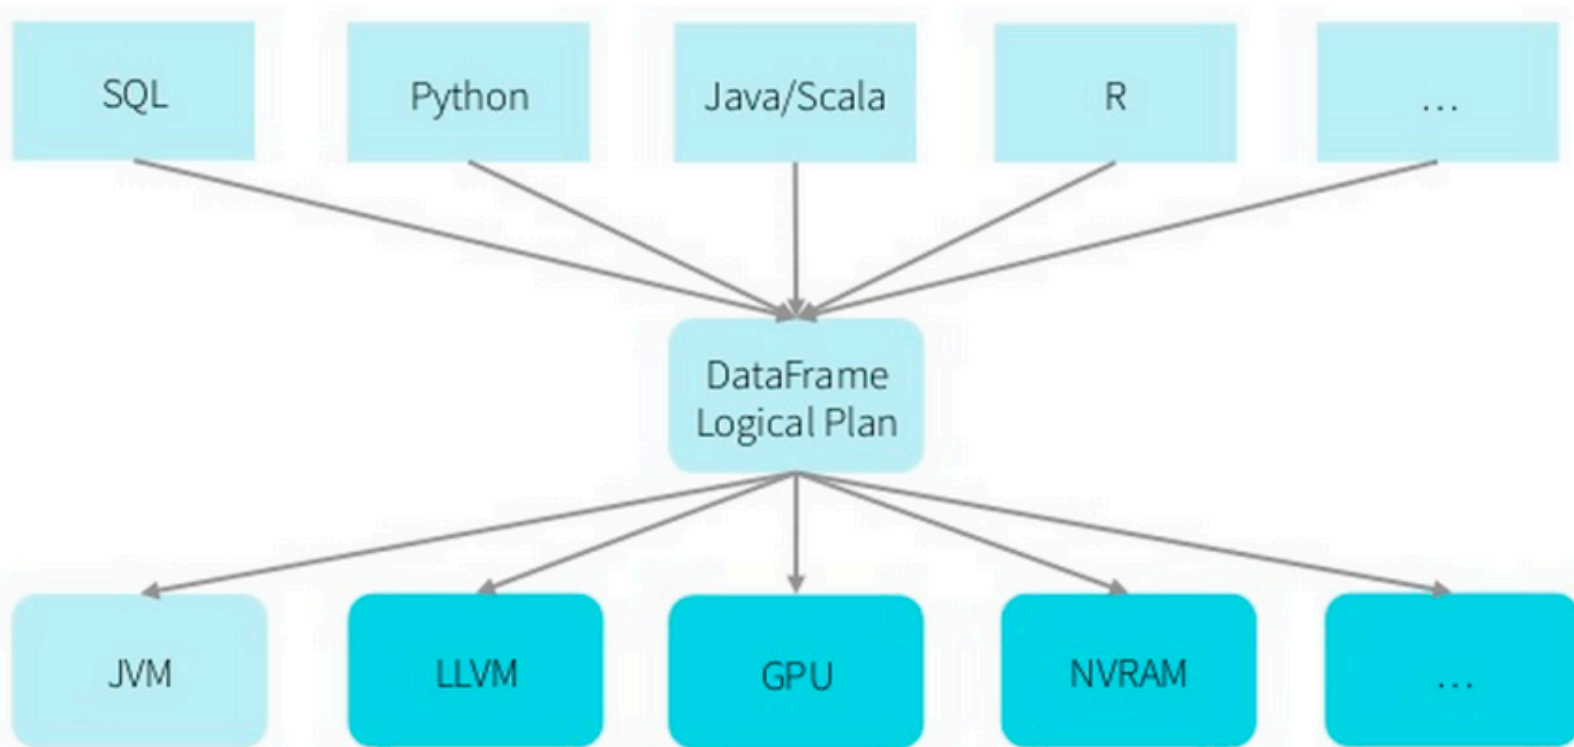 SQL
Python
Java/Scala
R
...
DataFrame
Logical Plan
JVM
LLVM
GPU
NVRAM
...